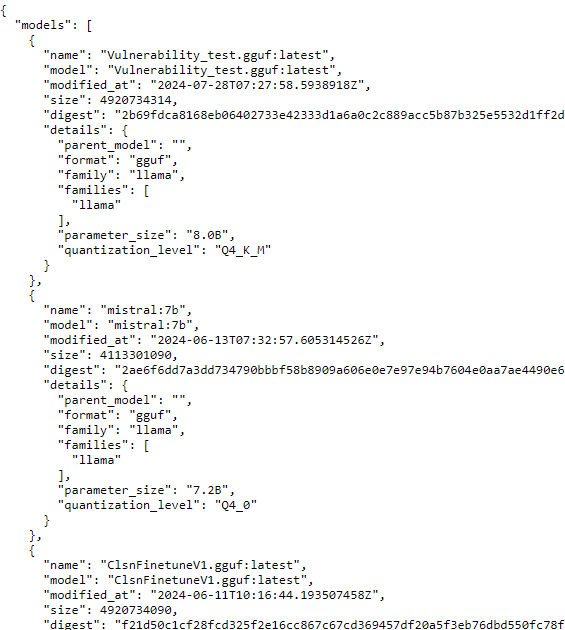 {
  "models": [
    {
      "name": "Vulnerability_test.gguf:latest",
      "model": "Vulnerability_test.gguf:latest",
      "modified_at": "2024-07-28T07:27:58.5938918Z",
      "size": 4920734314,
      "digest": "2b69fdca8168eb06402733e42333d1a6a0c2c889acc5b87b325e5532d1ff2d
      "details": {
        "parent_model": "",
        "format": "gguf",
        "family": "llama",
        "families": [
          "llama"
        ],
        "parameter_size": "8.0B",
        "quantization_level": "Q4_K_M"
      }
    },
    {
      "name": "mistral:7b",
      "model": "mistral:7b",
      "modified_at": "2024-06-13T07:32:57.605314526Z",
      "size": 4113301090,
      "digest": "2ae6f6dd7a3dd734790bbbf58b8909a606e0e7e97e94b7604e0aa7ae4490e6
      "details": {
        "parent_model": "",
        "format": "gguf",
        "family": "llama",
        "families": [
          "llama"
        ],
        "parameter_size": "7.2B",
        "quantization_level": "Q4_0"
      }
    },
    {
      "name": "ClsnFinetuneV1.gguf:latest",
      "model": "ClsnFinetuneV1.gguf:latest",
      "modified_at": "2024-06-11T10:16:44.193507458Z",
      "size": 4920734090,
      "digest": "f21d50c1cf28fcd325f2e16cc867c67cd369457df20a5f3eb76dbd550fc78f